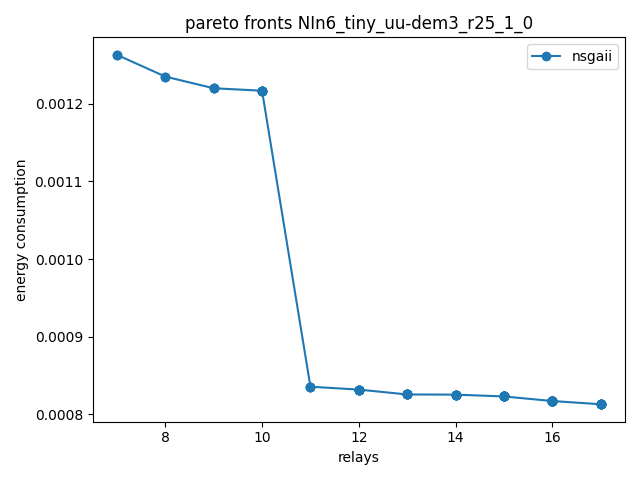 pareto fronts NIn6_tiny_uu-dem3_r25_1_0
nsgaii
energy consumption
0.0012
0.0011
0.0010
0.0009
0.0008
8 10 12 14 16
relays